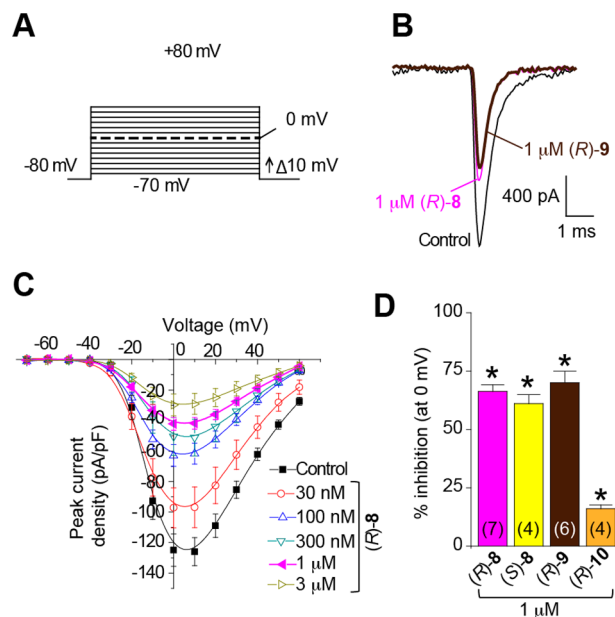 A
+80 mV
0 mV
-80 mV
Δ10 mV
-70 mV
B
1 µM (R)-9
1 µM (R)-8
400 pA
Control
1 ms
C
Voltage (mV)
-60 -40 -20 0 20 40 60
-20
-40
-60
-80
-100
-120
-140
Peak current
density (pA/pF)
Control
30 nM
100 nM
300 nM
1 µM
3 µM
(R)-8
D
% inhibition (at 0 mV)
100
75
50
25
0
* * * *
(7) (4) (6) (4)
(R)-8 (S)-8 (R)-9 (R)-10
1 µM